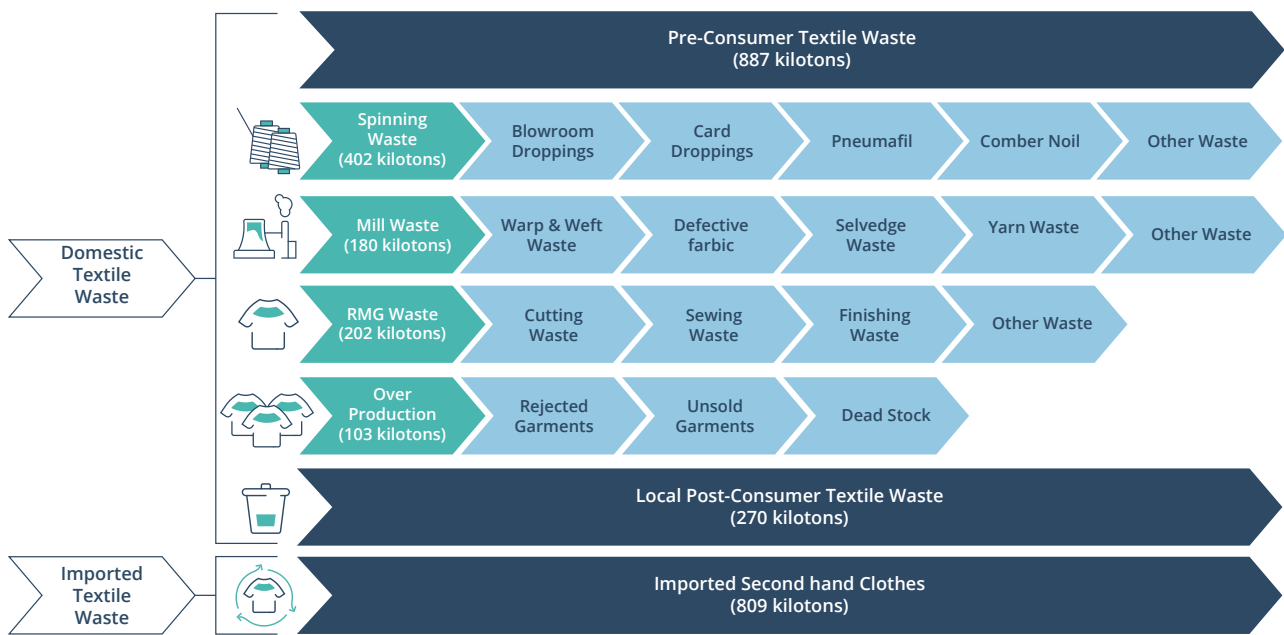 Pre-Consumer Textile Waste
(887 kilotons)
Spinning
Waste
(402 kilotons)
Blowroom
Droppings
Card
Droppings
Pneumafil
Comber Noil
Other Waste
Mill Waste
(180 kilotons)
Warp & Weft
Waste
Defective
farbic
Selvedge
Waste
Yarn Waste
Other Waste
Domestic
Textile
Waste
RMG Waste
(202 kilotons)
Cutting
Waste
Sewing
Waste
Finishing
Waste
Other Waste
Over
Production
(103 kilotons)
Rejected
Garments
Unsold
Garments
Dead Stock
Local Post-Consumer Textile Waste
(270 kilotons)
Imported
Textile
Waste
Imported Second hand Clothes
(809 kilotons)